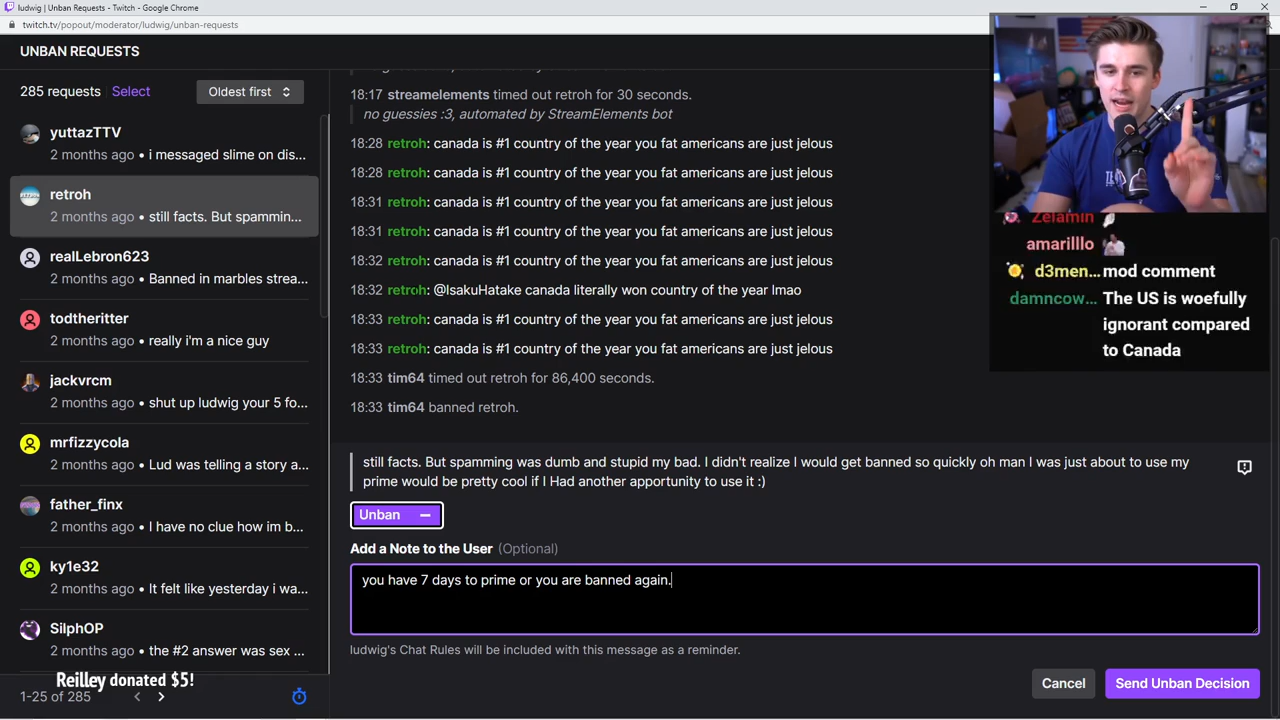 ludwig | Unban Requests - Twitch - Google Chrome
twitch.tv/popout/moderator/ludwig/unban-requests
UNBAN REQUESTS
285 requests Select Oldest first
yuttazTTV
2 months ago • i messaged slime on dis...
retroh
2 months ago • still facts. But spammin...
realLebron623
2 months ago • Banned in marbles strea...
todtheritter
2 months ago • really i'm a nice guy
jackvrcm
2 months ago • shut up ludwig your 5 fo...
mrfizzycola
2 months ago • Lud was telling a story a...
father_finx
2 months ago • I have no clue how im b...
ky1e32
2 months ago • It felt like yesterday i wa...
SilphOP
2 months ago • the #2 answer was sex ...
Reilley donated $5!
1-25 of 285
18:17 streamelements timed out retroh for 30 seconds.
no guessies :3, automated by StreamElements bot
18:28 retroh: canada is #1 country of the year you fat americans are just jelous
18:28 retroh: canada is #1 country of the year you fat americans are just jelous
18:31 retroh: canada is #1 country of the year you fat americans are just jelous
18:31 retroh: canada is #1 country of the year you fat americans are just jelous
18:32 retroh: canada is #1 country of the year you fat americans are just jelous
18:32 retroh: @IsakuHatake canada literally won country of the year lmao
18:33 retroh: canada is #1 country of the year you fat americans are just jelous
18:33 retroh: canada is #1 country of the year you fat americans are just jelous
18:33 tim64 timed out retroh for 86,400 seconds.
18:33 tim64 banned retroh.
still facts. But spamming was dumb and stupid my bad. I didn't realize I would get banned so quickly oh man I was just about to use my
prime would be pretty cool if I Had another apportunity to use it :)
Unban
Add a Note to the User (Optional)
you have 7 days to prime or you are banned again.
ludwig's Chat Rules will be included with this message as a reminder.
Cancel Send Unban Decision
Zelamin
amarilllo
d3men... mod comment
damncow... The US is woefully
ignorant compared
to Canada